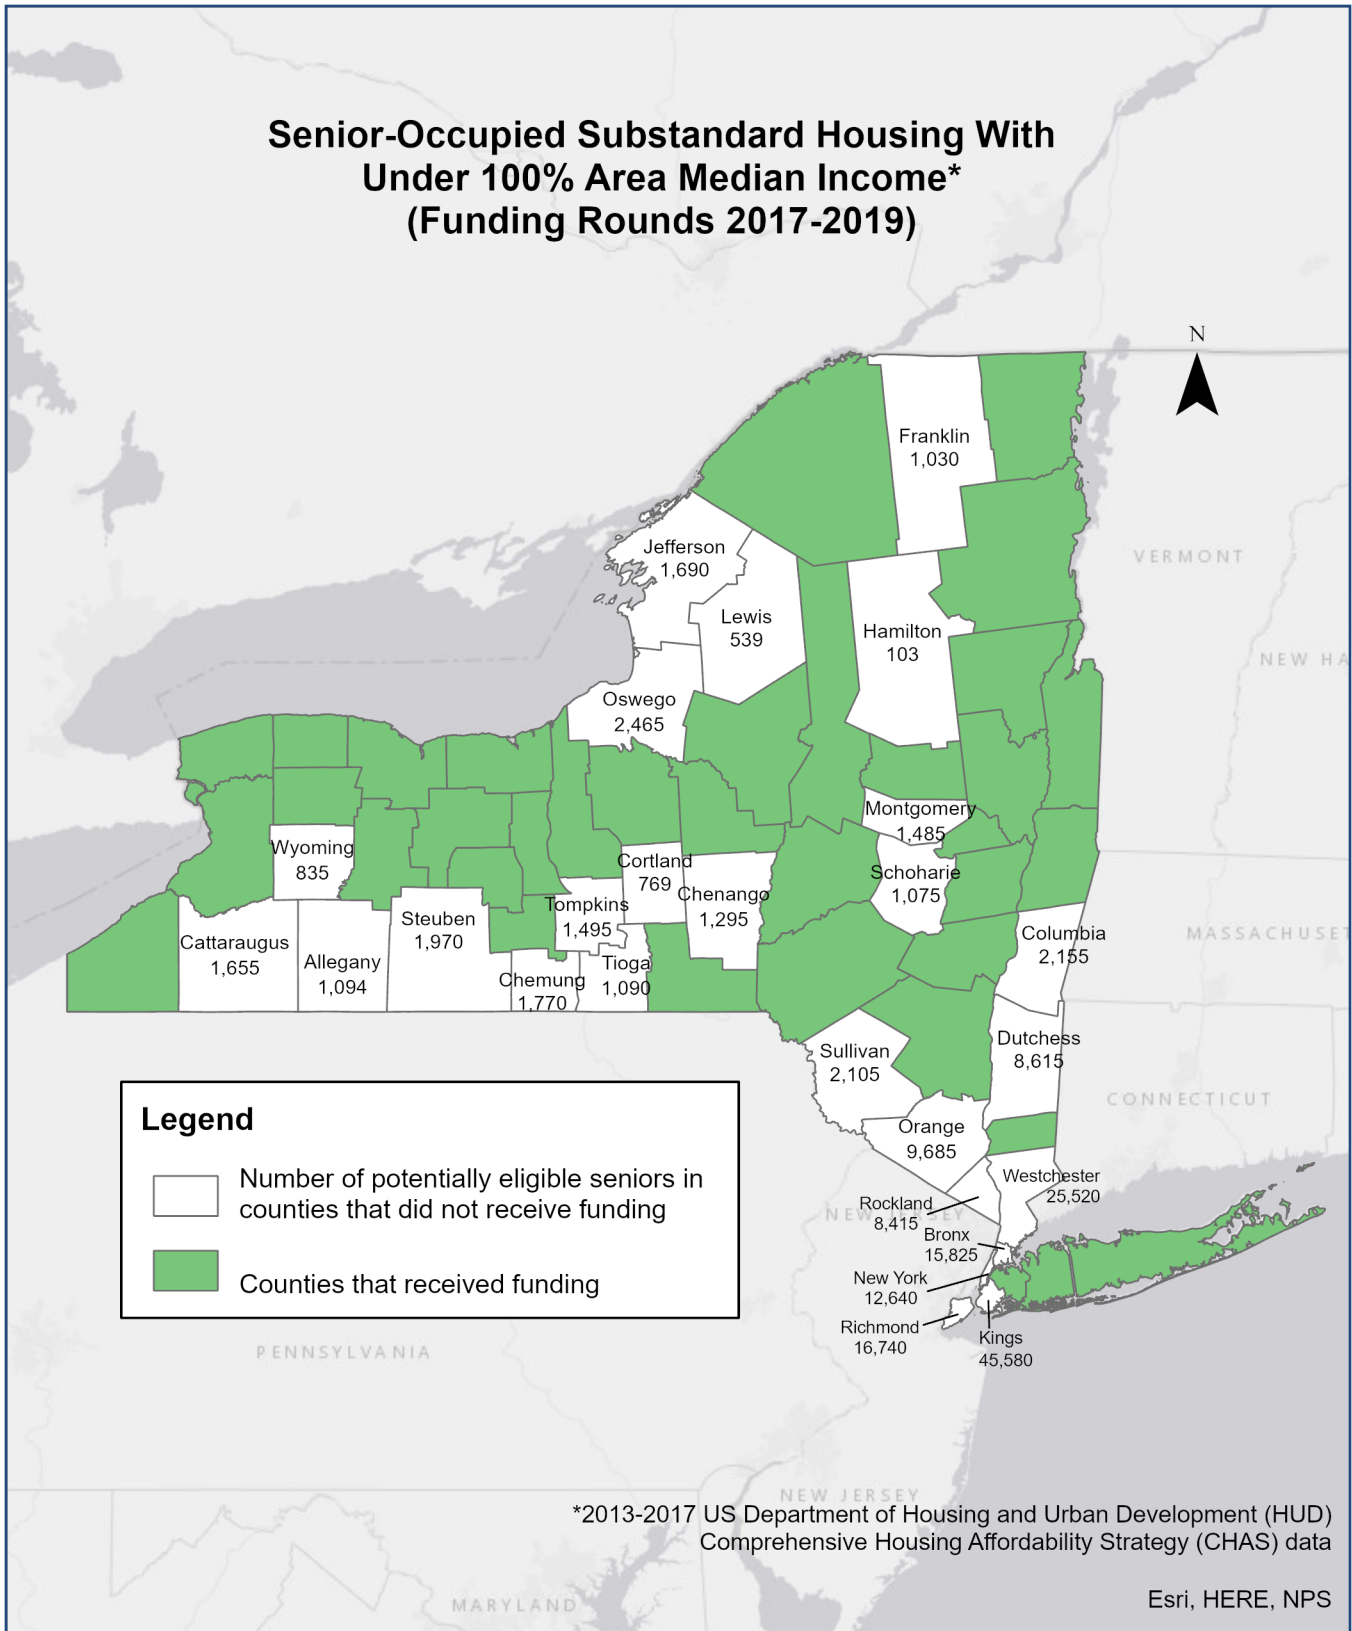 Senior-Occupied Substandard Housing With
Under 100% Area Median Income*
(Funding Rounds 2017-2019)
N
Franklin
1,030
Jefferson
1,690
VERMONT
Lewis
539
Hamilton
103
NEW HA
Oswego
2,465
Montgomery
1,485
Wyoming
835
Cortland
769
Schoharie
1,075
Chenango
1,295
Tompkins
1,495
Steuben
1,970
Columbia
2,155
MASSACHUSET
Cattaraugus
1,655
Allegany
1,094
Tioga
1,090
Chemung
1,770
Dutchess
8,615
Sullivan
2,105
CONNECTICUT
Orange
9,685
Westchester
25,520
Rockland
8,415
NEW JERSEY
Bronx
15,825
New York
12,640
Richmond
16,740
Kings
45,580
Legend
Number of potentially eligible seniors in
counties that did not receive funding
Counties that received funding
PENNSYLVANIA
NEW JERSEY
*2013-2017 US Department of Housing and Urban Development (HUD)
Comprehensive Housing Affordability Strategy (CHAS) data
Esri, HERE, NPS
MARYLAND